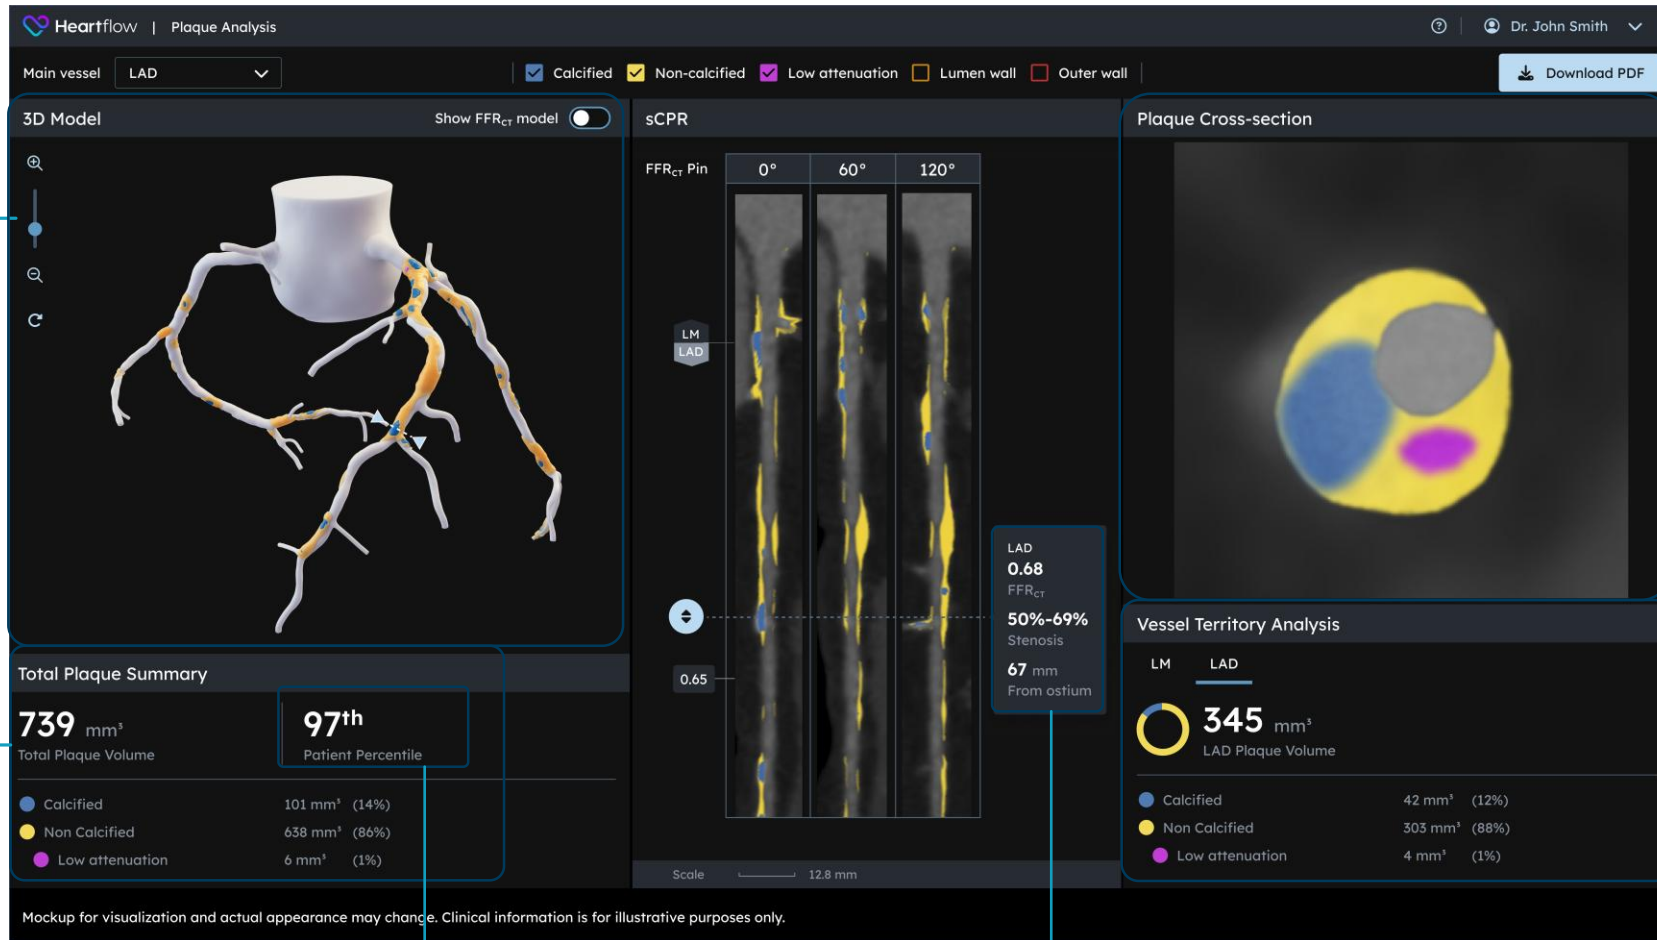 Heartflow | Plaque Analysis
Dr. John Smith
Main vessel LAD
Calcified Non-calcified Low attenuation Lumen wall Outer wall
Download PDF
3D Model
Show FFRCT model
sCPR
FFRCT Pin 0° 60° 120°
LM
LAD
LAD
0.68
FFRCT
50%-69%
Stenosis
67 mm
From ostium
0.65
Scale 12.8 mm
Plaque Cross-section
Total Plaque Summary
739 mm³
Total Plaque Volume
97th
Patient Percentile
Calcified 101 mm³ (14%)
Non Calcified 638 mm³ (86%)
Low attenuation 6 mm³ (1%)
Vessel Territory Analysis
LM LAD
345 mm³
LAD Plaque Volume
Calcified 42 mm³ (12%)
Non Calcified 303 mm³ (88%)
Low attenuation 4 mm³ (1%)
Mockup for visualization and actual appearance may change. Clinical information is for illustrative purposes only.